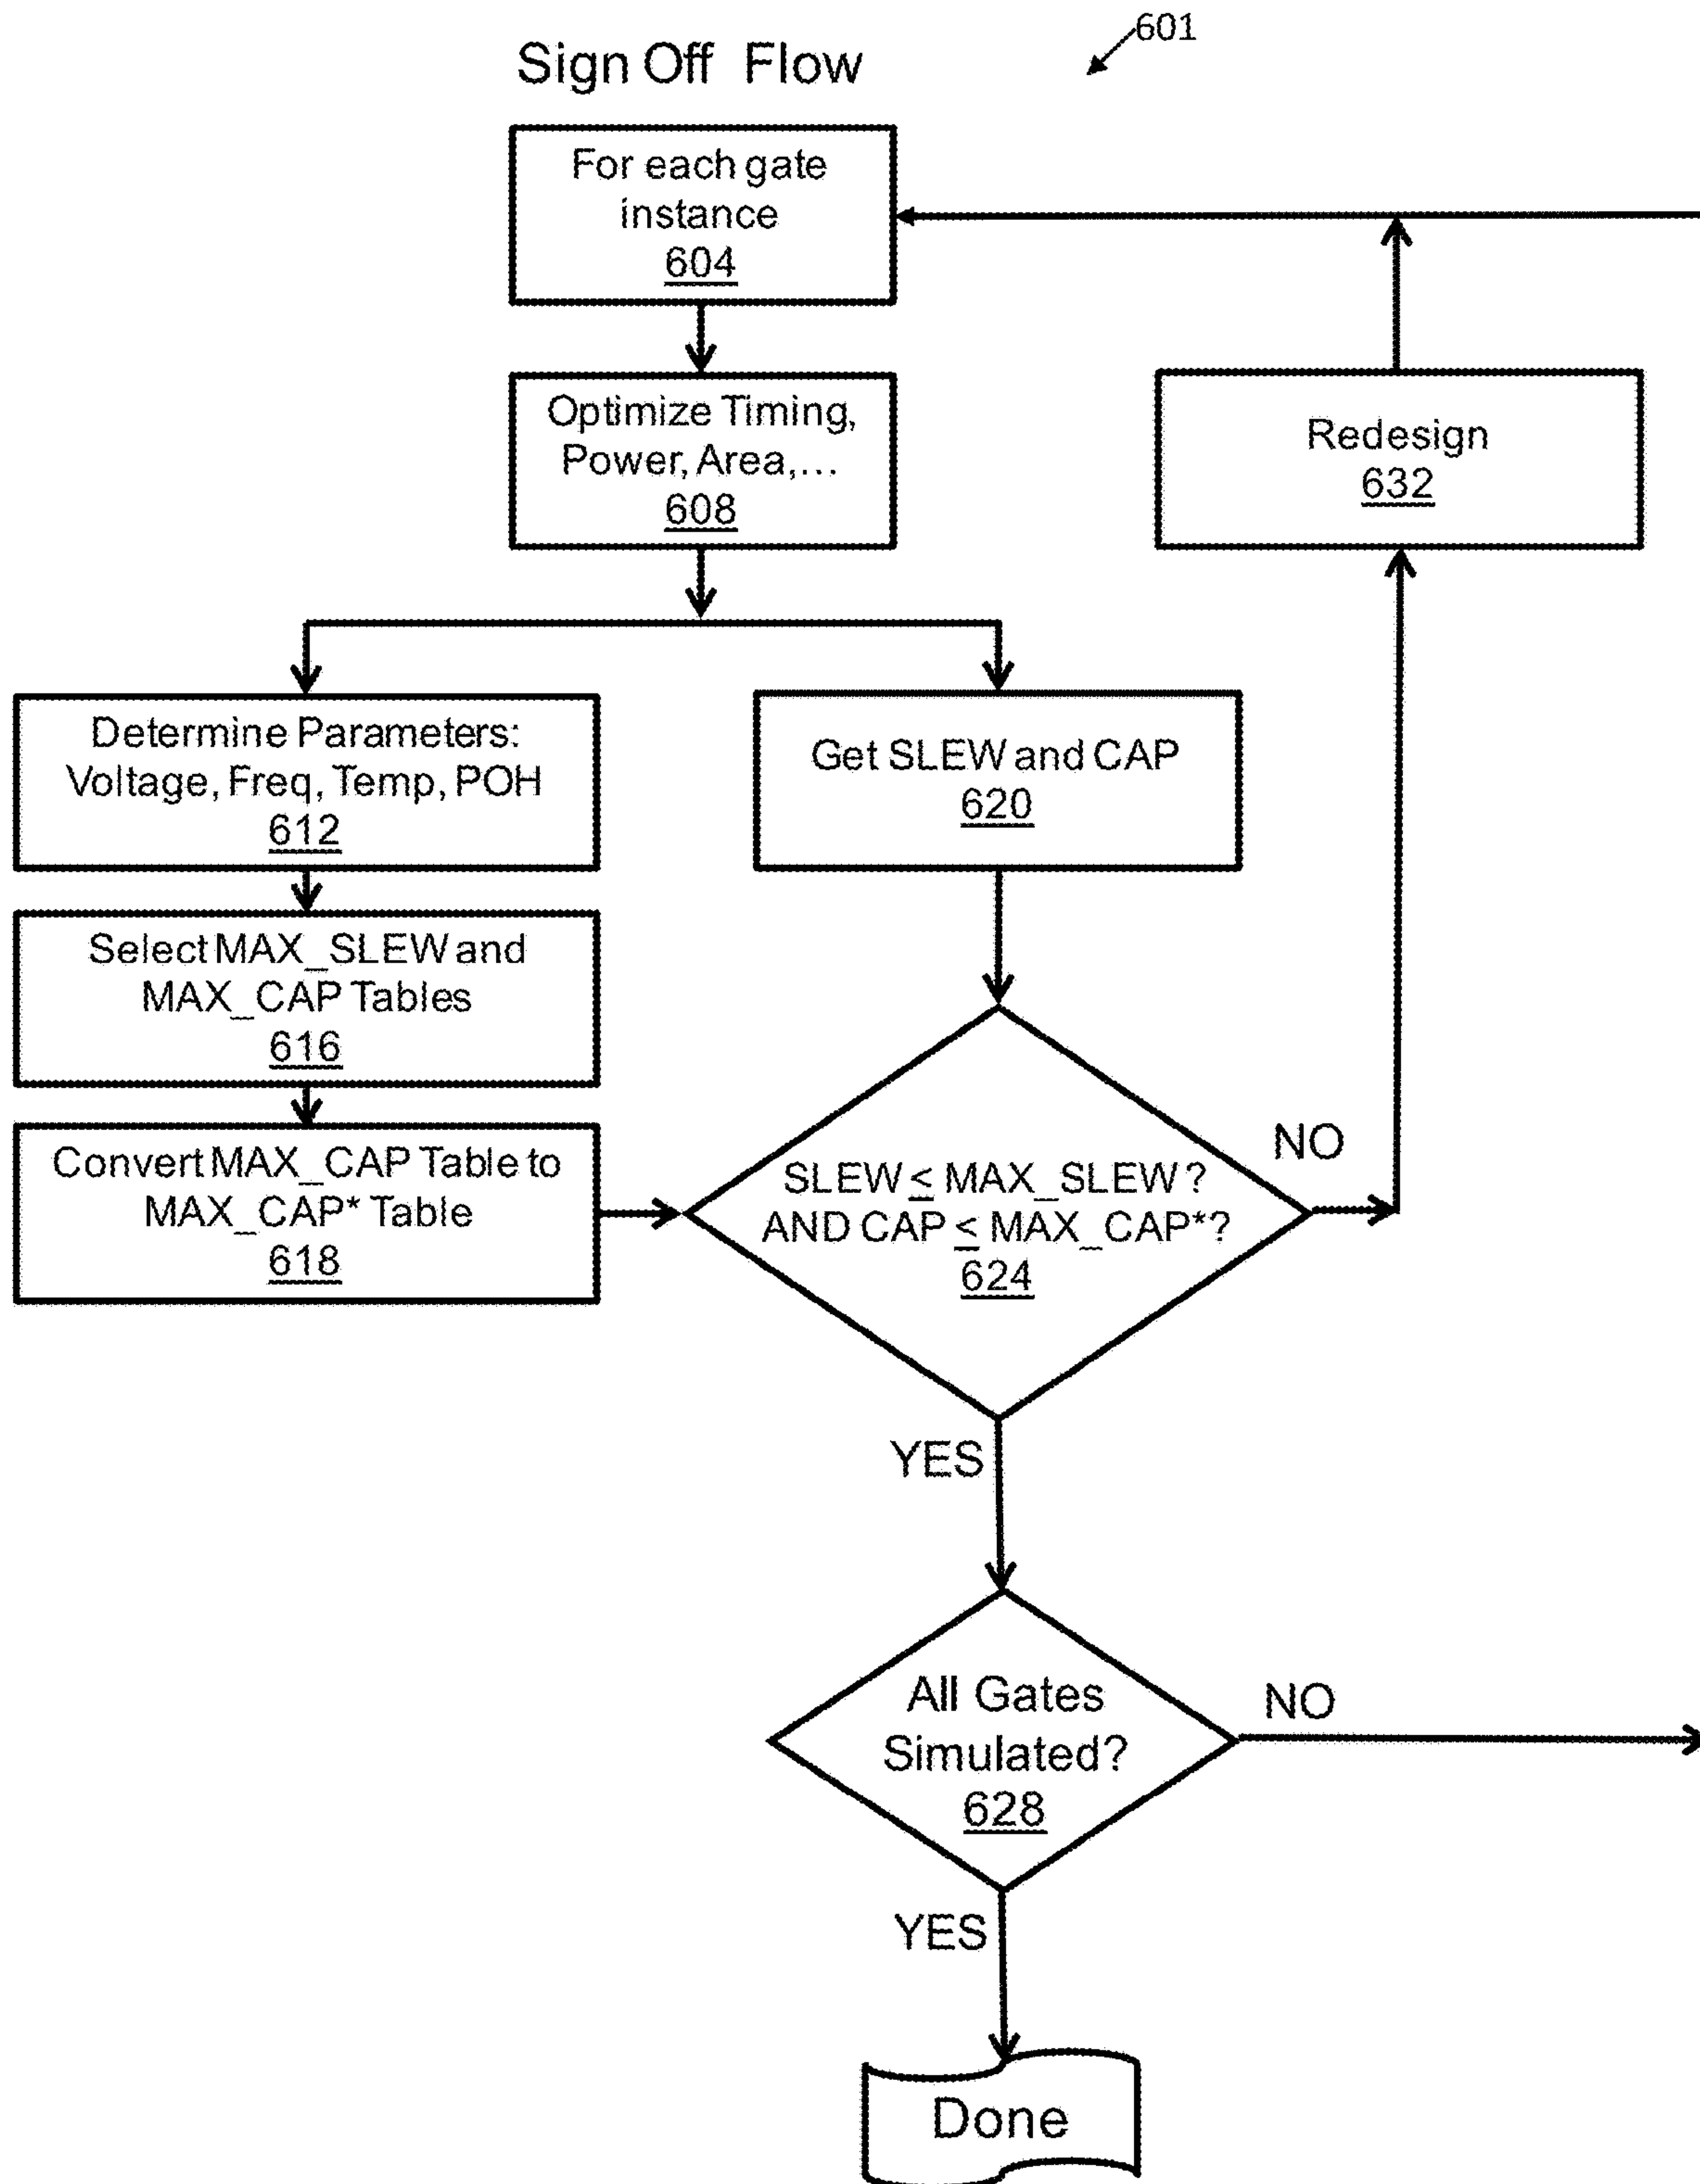 601
Sign Off Flow
For each gate
instance
604
Optimize Timing,
Power, Area,...
608
Redesign
632
Determine Parameters:
Voltage, Freq, Temp, POH
612
Get SLEW and CAP
620
Select MAX_SLEW and
MAX_CAP Tables
616
Convert MAX_CAP Table to
MAX_CAP* Table
618
SLEW ≤ MAX_SLEW?
AND CAP ≤ MAX_CAP*?
624
NO
YES
All Gates
Simulated?
628
NO
YES
Done